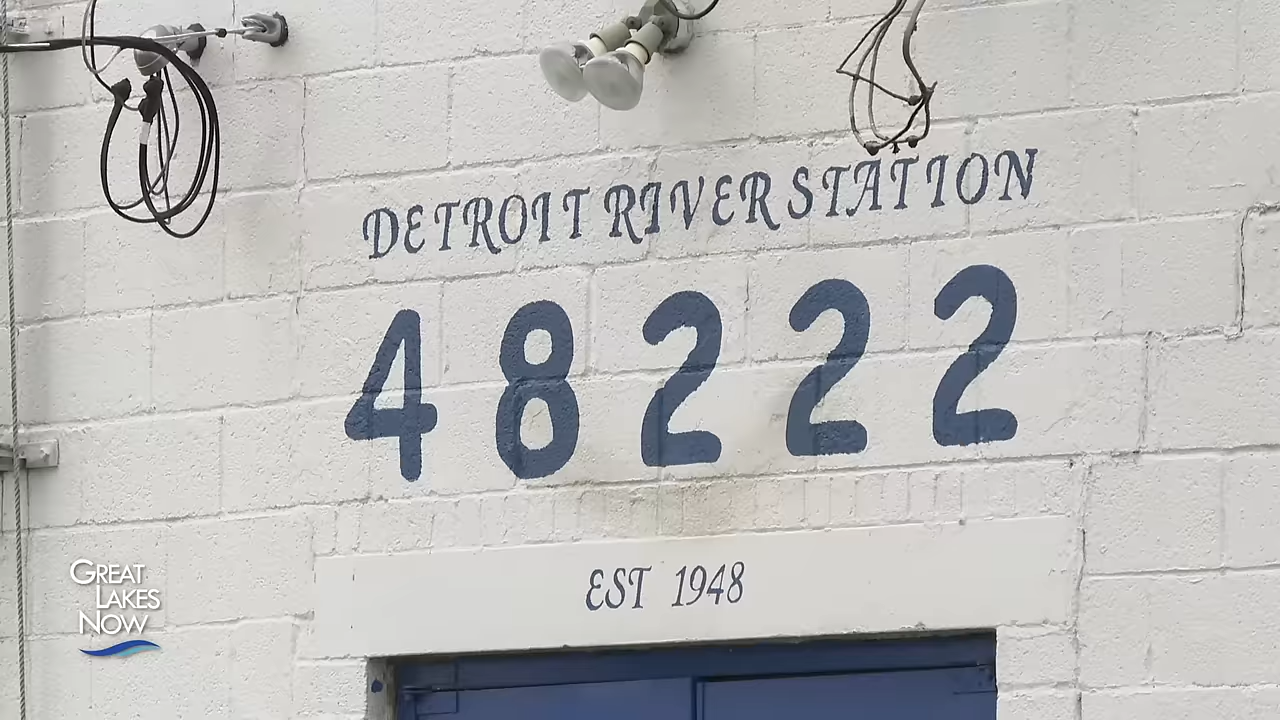 DETROIT RIVER STATION
48222
EST 1948
GREAT
LAKES
NOW